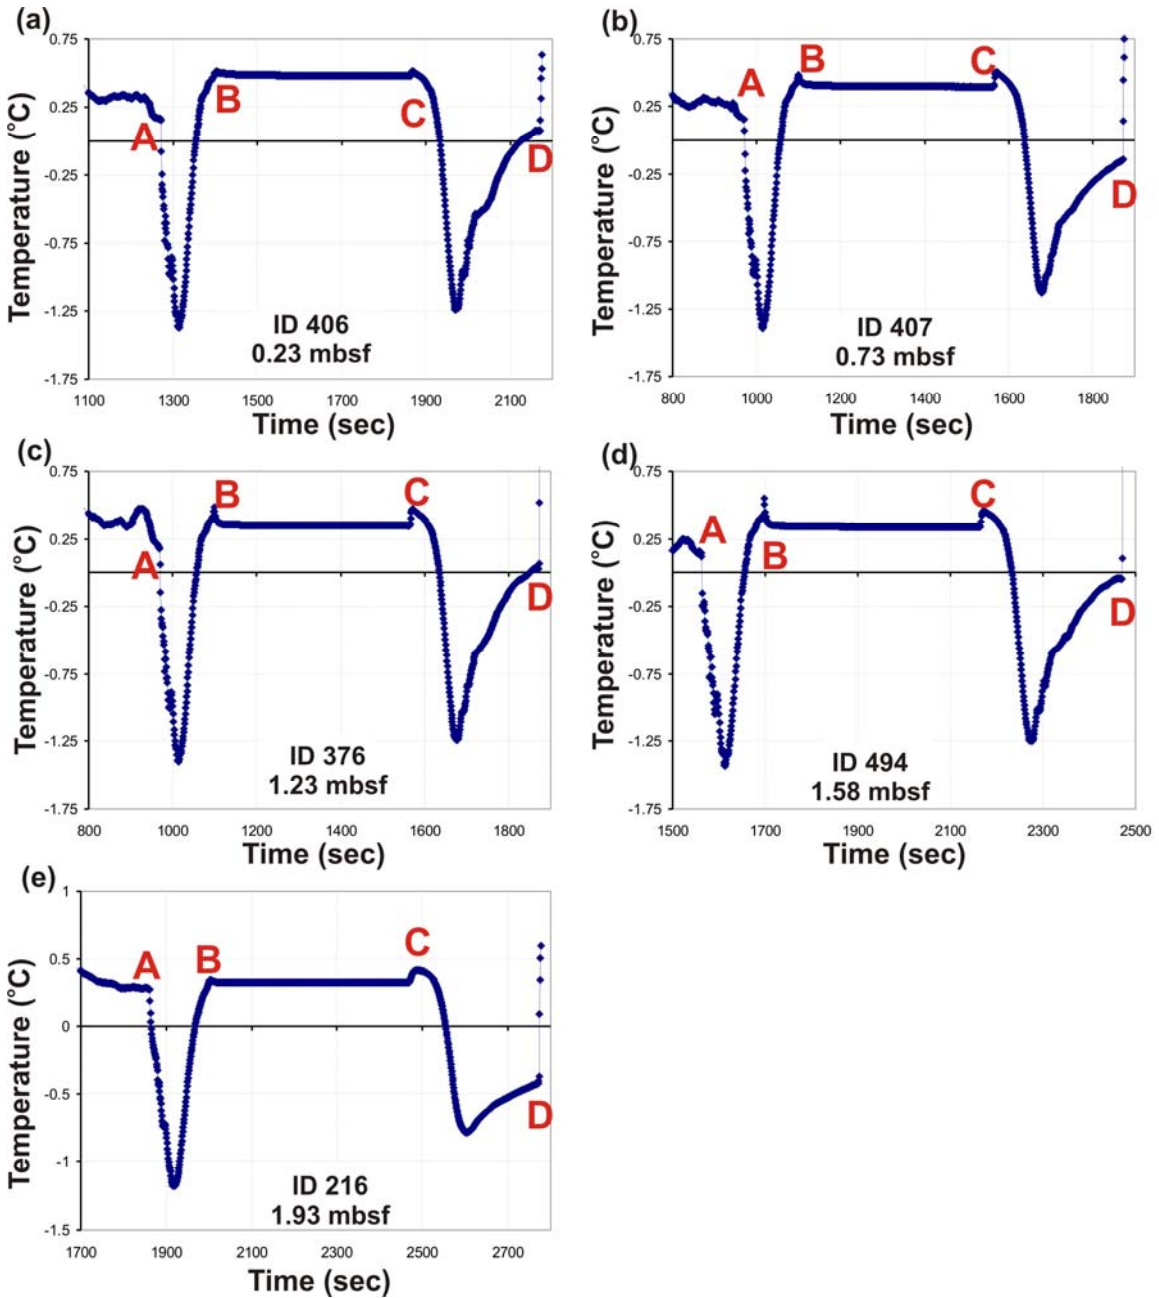 (a)
0.75
0.25
-0.25
-0.75
-1.25
-1.75
Temperature (°C)
A
B
C
D
ID 406
0.23 mbsf
1100 1300 1500 1700 1900 2100
Time (sec)
(b)
0.75
0.25
-0.25
-0.75
-1.25
-1.75
Temperature (°C)
A
B
C
D
ID 407
0.73 mbsf
800 1000 1200 1400 1600 1800
Time (sec)
(c)
0.75
0.25
-0.25
-0.75
-1.25
-1.75
Temperature (°C)
A
B
C
D
ID 376
1.23 mbsf
800 1000 1200 1400 1600 1800
Time (sec)
(d)
0.75
0.25
-0.25
-0.75
-1.25
-1.75
Temperature (°C)
A
B
C
D
ID 494
1.58 mbsf
1500 1700 1900 2100 2300 2500
Time (sec)
(e)
1
0.5
0
-0.5
-1
-1.5
Temperature (°C)
A
B
C
D
ID 216
1.93 mbsf
1700 1900 2100 2300 2500 2700
Time (sec)